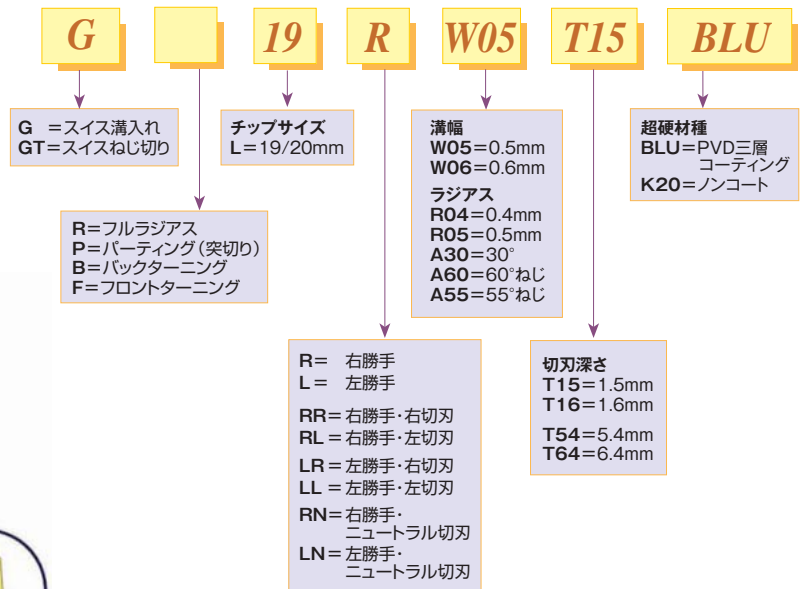 G 19 R W05 T15 BLU
G =スイス溝入れ
GT=スイスねじ切り
R=フルラジアス
P=パーティング(突切り)
B=バックターニング
F=フロントターニング
チップサイズ
L=19/20mm
R= 右勝手
L= 左勝手
RR=右勝手・右切刃
RL=右勝手・左切刃
LR=左勝手・右切刃
LL=左勝手・左切刃
RN=右勝手・
ニュートラル切刃
LN=左勝手・
ニュートラル切刃
溝幅
W05=0.5mm
W06=0.6mm
ラジアス
R04=0.4mm
R05=0.5mm
A30=30°
A60=60°ねじ
A55=55°ねじ
切刃深さ
T15=1.5mm
T16=1.6mm
T54=5.4mm
T64=6.4mm
超硬材種
BLU=PVD三層
コーティング
K20=ノンコート